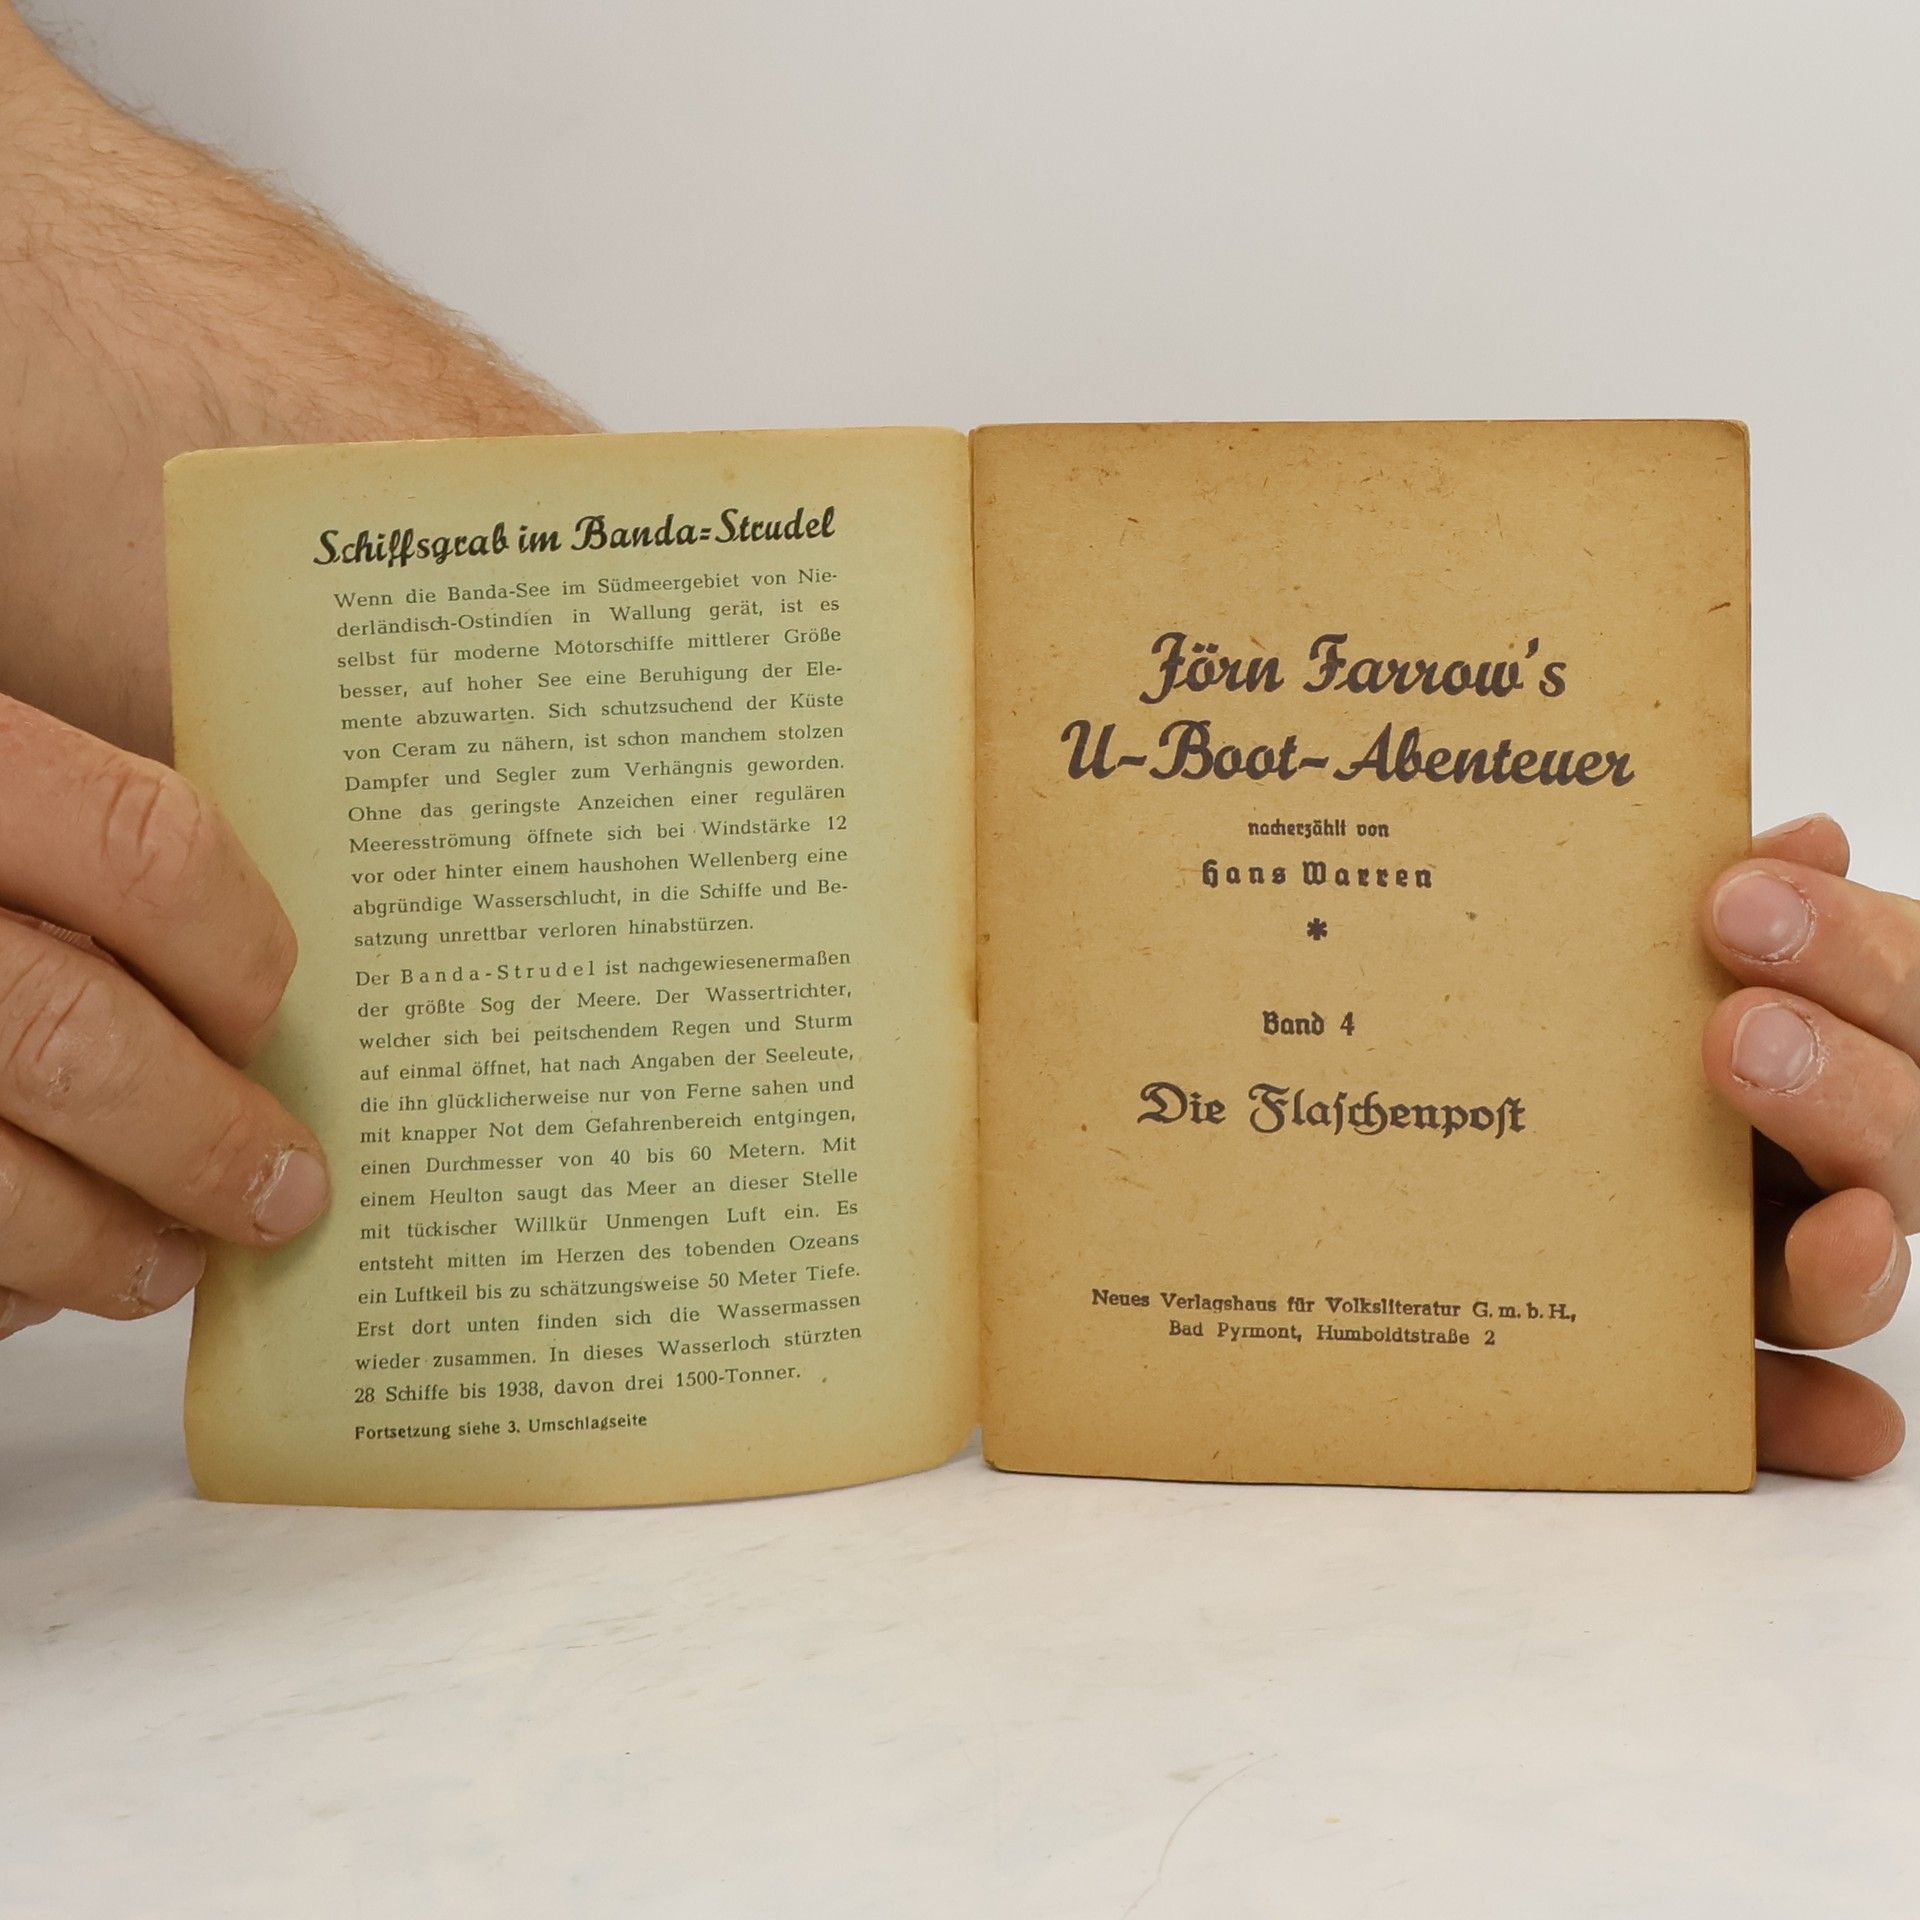 Schiffsgrab im Banda=Strudel
Wenn die Banda-See im Südmeergebiet von Nie-
derländisch-Ostindien in Wallung gerät, ist es
selbst für moderne Motorschiffe mittlerer Größe
besser, auf hoher See eine Beruhigung der Ele-
mente abzuwarten. Sich schutzsuchend der Küste
von Ceram zu nähern, ist schon manchem stolzen
Dampfer und Segler zum Verhängnis geworden.
Ohne das geringste Anzeichen einer regulären
Meeresströmung öffnete sich bei Windstärke 12
vor oder hinter einem haushohen Wellenberg eine
abgründige Wasserschlucht, in die Schiffe und Be-
satzung unrettbar verloren hinabstürzen.
Der Banda-Strudel ist nachgewiesenermaßen
der größte Sog der Meere. Der Wassertrichter,
welcher sich bei peitschendem Regen und Sturm
auf einmal öffnet, hat nach Angaben der Seeleute,
die ihn glücklicherweise nur von Ferne sahen und
mit knapper Not dem Gefahrenbereich entgingen,
einen Durchmesser von 40 bis 60 Metern. Mit
einem Heulton saugt das Meer an dieser Stelle
mit tückischer Willkür Unmengen Luft ein. Es
entsteht mitten im Herzen des tobenden Ozeans
ein Luftkeil bis zu schätzungsweise 50 Meter Tiefe.
Erst dort unten finden sich die Wassermassen
wieder zusammen. In dieses Wasserloch stürzten
28 Schiffe bis 1938, davon drei 1500-Tonner.
Fortsetzung siehe 3. Umschlagseite
Jörn Farrow's
U-Boot-Abenteuer
nacherzählt von
Hans Warren
*
Band 4
Die Flaſchenpoſt
Neues Verlagshaus für Volksliteratur G. m. b. H.,
Bad Pyrmont, Humboldtstraße 2